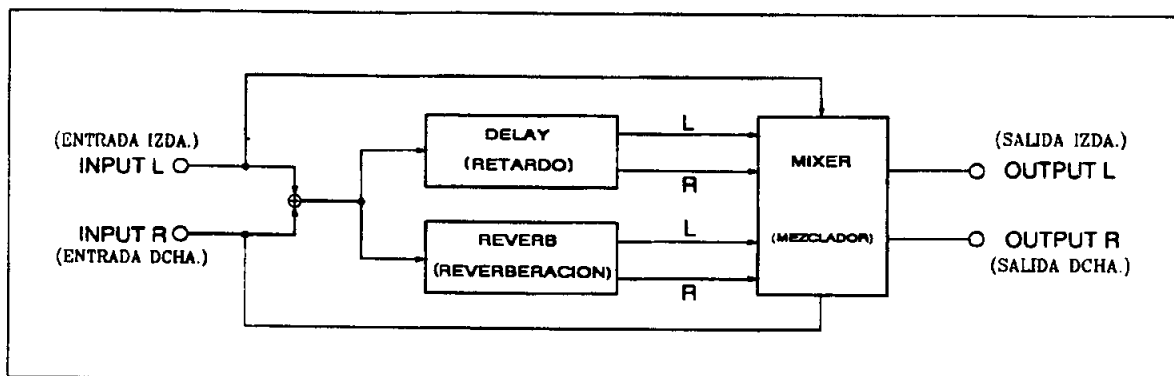 (ENTRADA IZDA.)
INPUT L
INPUT R
(ENTRADA DCHA.)
DELAY
(RETARDO)
L
R
REVERB
(REVERBERACION)
L
R
MIXER
(MEZCLADOR)
(SALIDA IZDA.)
OUTPUT L
OUTPUT R
(SALIDA DCHA.)